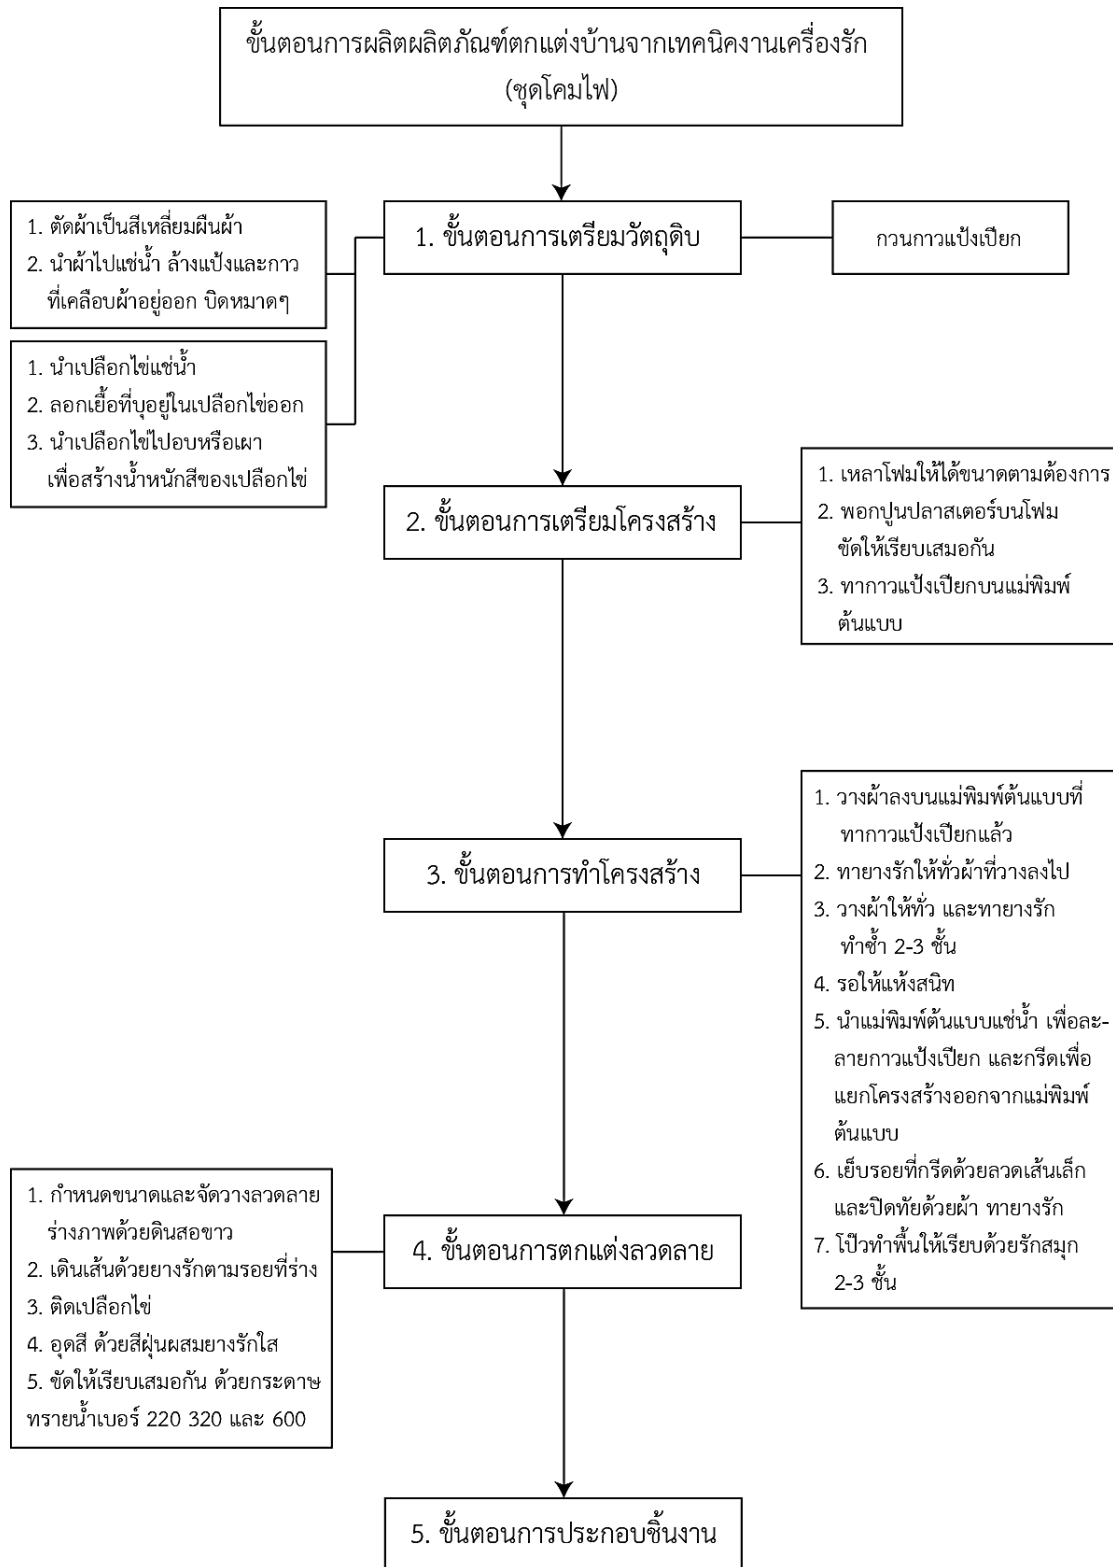 ขั้นตอนการผลิตผลิตภัณฑ์ตกแต่งบ้านจากเทคนิคงานเครื่องรัก
(ชุดโคมไฟ)
1. ขั้นตอนการเตรียมวัตถุดิบ
1. ตัดผ้าเป็นสี่เหลี่ยมผืนผ้า
2. นำผ้าไปแช่น้ำ ล้างแป้งและกาว
ที่เคลือบผ้าอยู่ออก บิดหมาดๆ
1. นำเปลือกไข่แช่น้ำ
2. ลอกเยื้อที่บุอยู่ในเปลือกไข่ออก
3. นำเปลือกไข่ไปอบหรือเผา
เพื่อสร้างน้ำหนักสีของเปลือกไข่
กวนกาวแป้งเปียก
2. ขั้นตอนการเตรียมโครงสร้าง
1. เหลาโฟมให้ได้ขนาดตามต้องการ
2. พอกปูนปลาสเตอร์บนโฟม
ขัดให้เรียบเสมอกัน
3. ทากาวแป้งเปียกบนแม่พิมพ์
ต้นแบบ
3. ขั้นตอนการทำโครงสร้าง
1. วางผ้าลงบนแม่พิมพ์ต้นแบบที่
ทากาวแป้งเปียกแล้ว
2. ทายางรักให้ทั่วผ้าที่วางลงไป
3. วางผ้าให้ทั่ว และทายางรัก
ทำซ้ำ 2-3 ชั้น
4. รอให้แห้งสนิท
5. นำแม่พิมพ์ต้นแบบแช่น้ำ เพื่อละ-
ลายกาวแป้งเปียก และกรีดเพื่อ
แยกโครงสร้างออกจากแม่พิมพ์
ต้นแบบ
6. เย็บรอยที่กรีดด้วยลวดเส้นเล็ก
และปิดทัยด้วยผ้า ทายางรัก
7. โป๊วทำพื้นให้เรียบด้วยรักสมุก
2-3 ชั้น
4. ขั้นตอนการตกแต่งลวดลาย
1. กำหนดขนาดและจัดวางลวดลาย
ร่างภาพด้วยดินสอขาว
2. เดินเส้นด้วยยางรักตามรอยที่ร่าง
3. ติดเปลือกไข่
4. อุดสี ด้วยสีฝุ่นผสมยางรักใส
5. ขัดให้เรียบเสมอกัน ด้วยกระดาษ
ทรายน้ำเบอร์ 220 320 และ 600
5. ขั้นตอนการประกอบชิ้นงาน